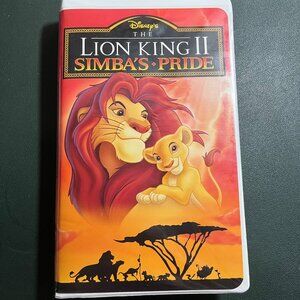 Disney's
THE
LION KING II
SIMBA'S · PRIDE